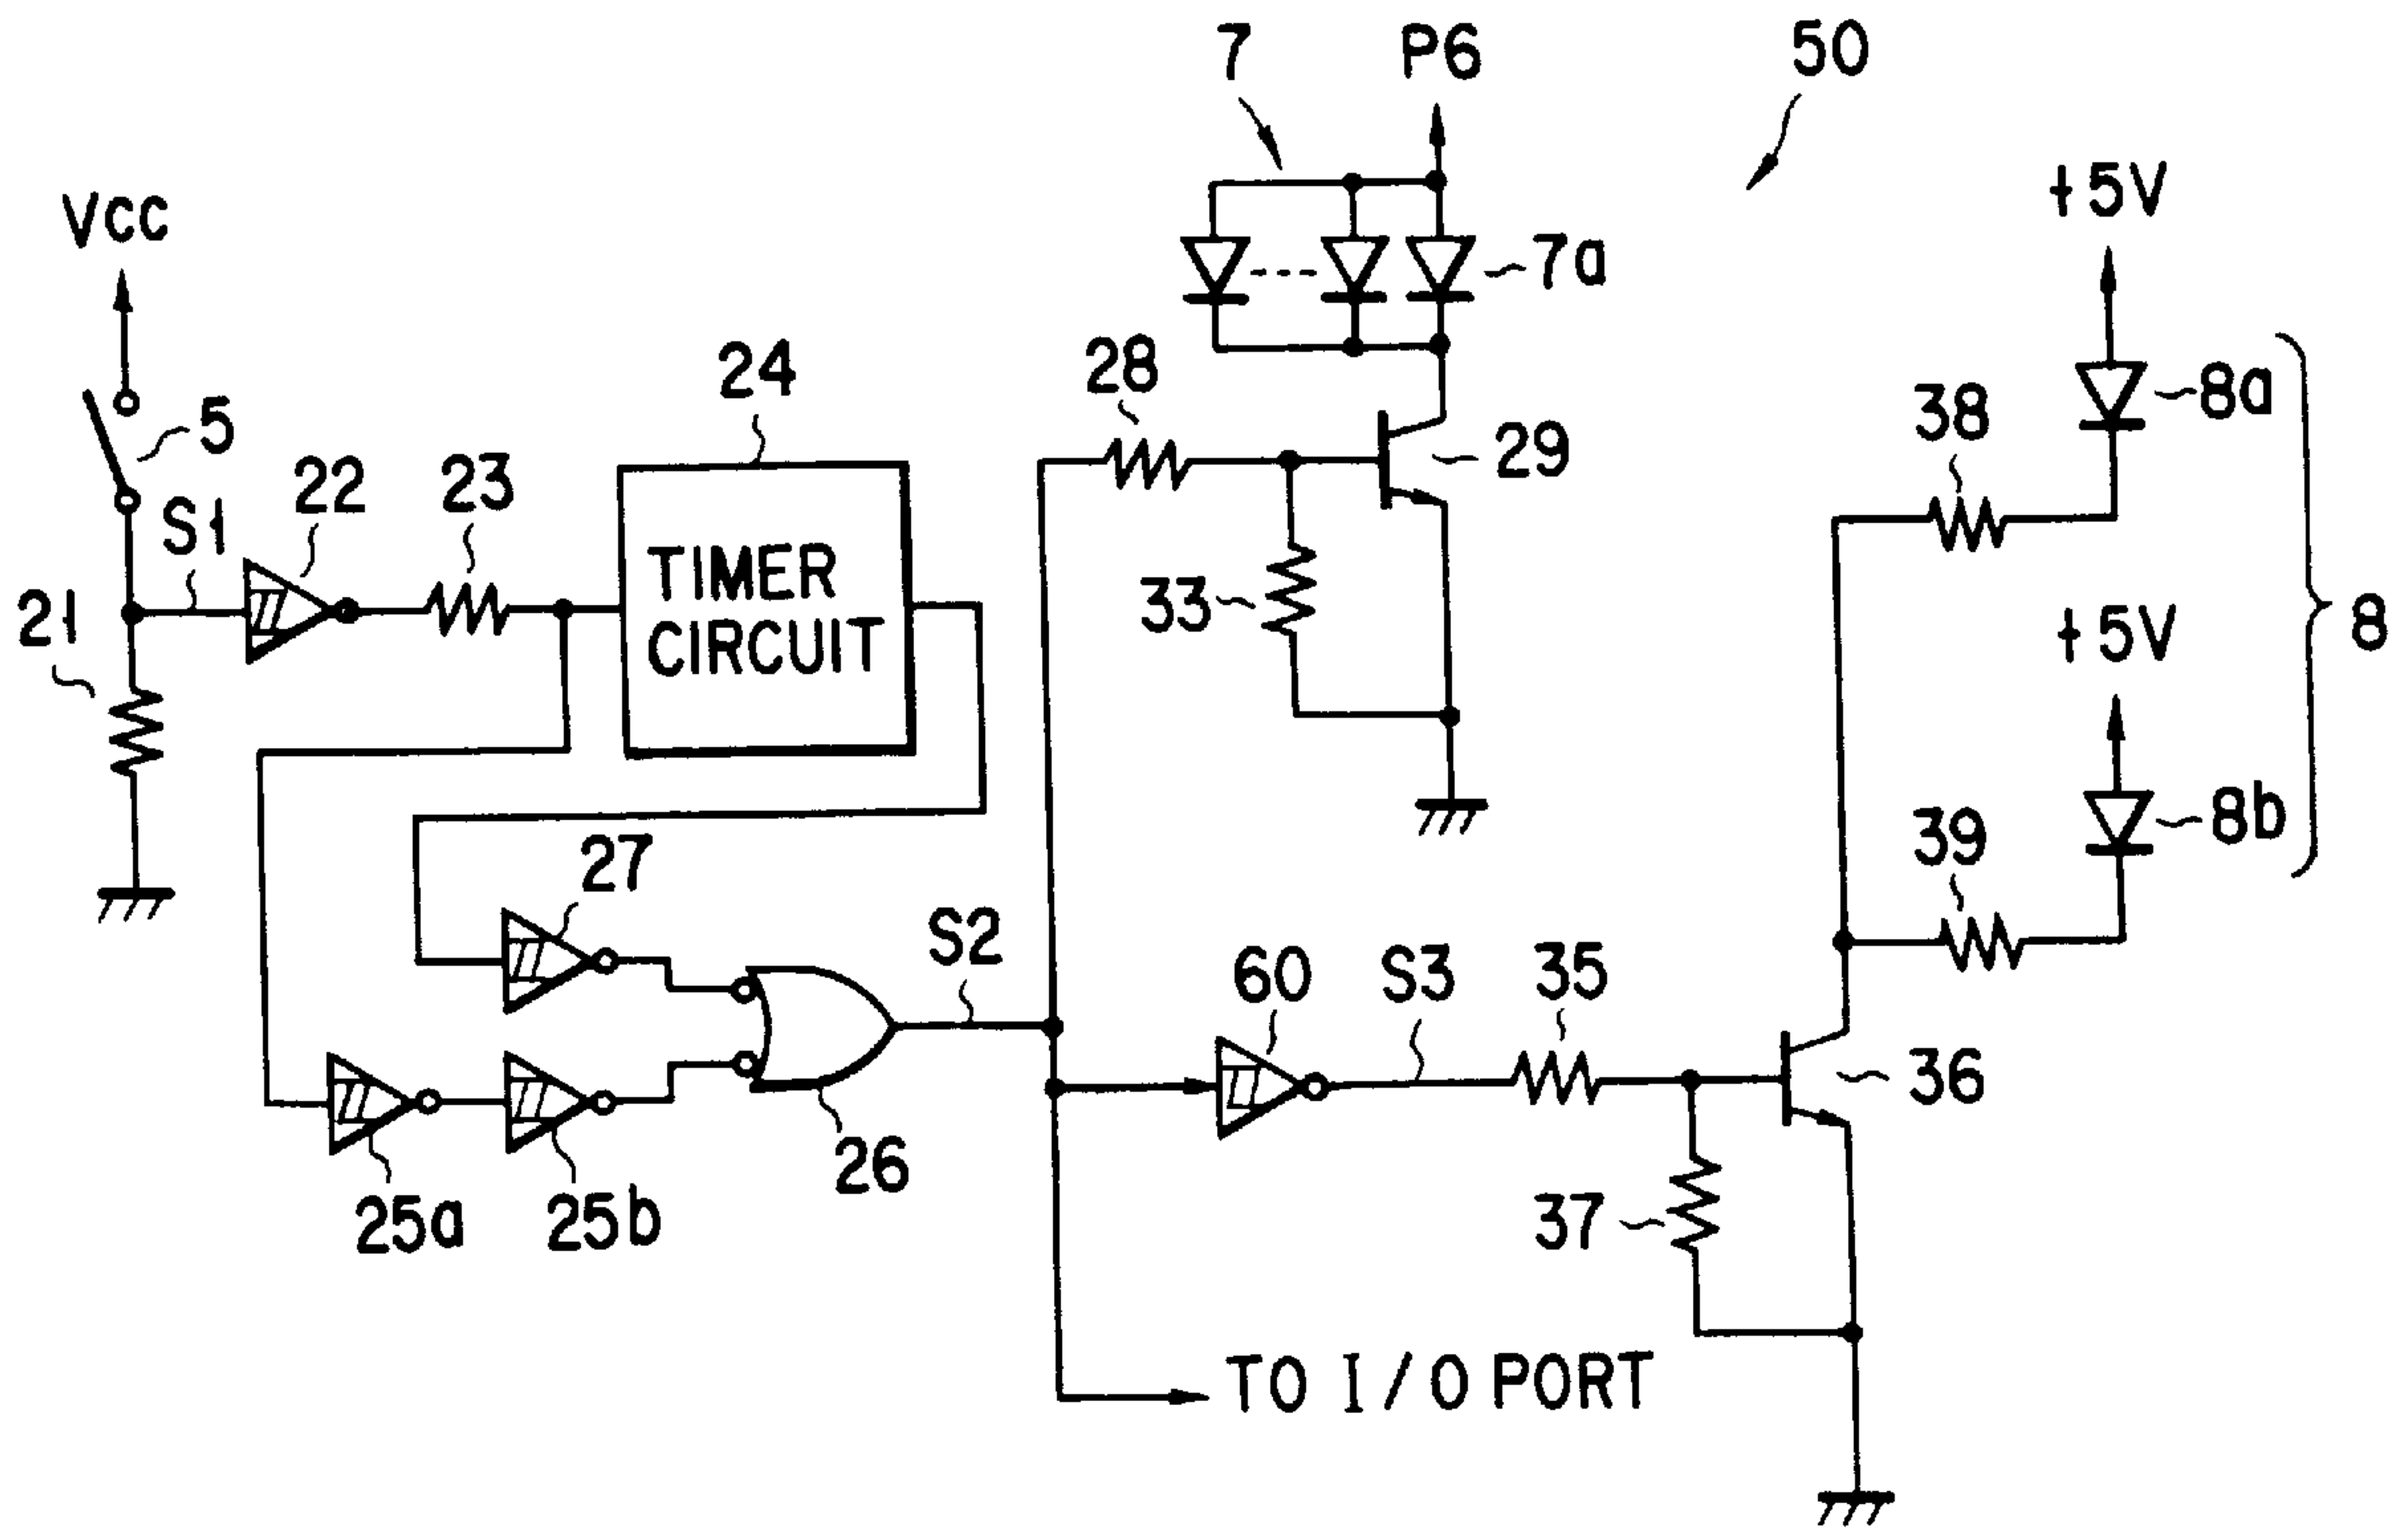 7
P6
50
VCC
+5V
7a
24
28
8a
38
5
29
22
23
S1
TIMER
CIRCUIT
33
21
8
+5V
27
39
8b
S2
60
S3
35
36
26
25a
25b
37
TO I/O PORT